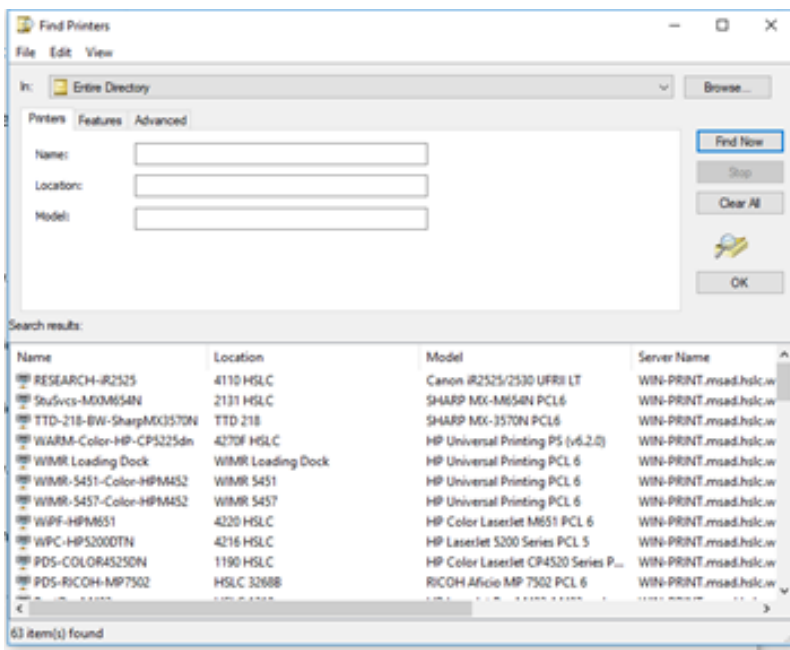 Find Printers
File Edit View
In: Entire Directory Browse...
Printers Features Advanced
Name:
Location:
Model:
Find Now
Stop
Clear All
OK
Search results:
Name Location Model Server Name
RESEARCH-iR2525 4110 HSLC Canon iR2525/2530 UFRII LT WIN-PRINT.msad.hslc.w
StuSvcs-MXM654N 2131 HSLC SHARP MX-M654N PCL6 WIN-PRINT.msad.hslc.w
TTD-218-BW-SharpMX3570N TTD 218 SHARP MX-3570N PCL6 WIN-PRINT.msad.hslc.w
WARM-Color-HP-CP5225dn 4270F HSLC HP Universal Printing PS (v6.2.0) WIN-PRINT.msad.hslc.w
WIMR Loading Dock WIMR Loading Dock HP Universal Printing PCL 6 WIN-PRINT.msad.hslc.w
WIMR-5451-Color-HPM452 WIMR 5451 HP Universal Printing PCL 6 WIN-PRINT.msad.hslc.w
WIMR-5457-Color-HPM452 WIMR 5457 HP Universal Printing PCL 6 WIN-PRINT.msad.hslc.w
WiPF-HPM651 4220 HSLC HP Color LaserJet M651 PCL 6 WIN-PRINT.msad.hslc.w
WPC-HP5200DTN 4216 HSLC HP LaserJet 5200 Series PCL 5 WIN-PRINT.msad.hslc.w
PDS-COLOR4525DN 1190 HSLC HP Color LaserJet CP4520 Series P... WIN-PRINT.msad.hslc.w
PDS-RICOH-MP7502 HSLC 3268B RICOH Aficio MP 7502 PCL 6 WIN-PRINT.msad.hslc.w
63 item(s) found